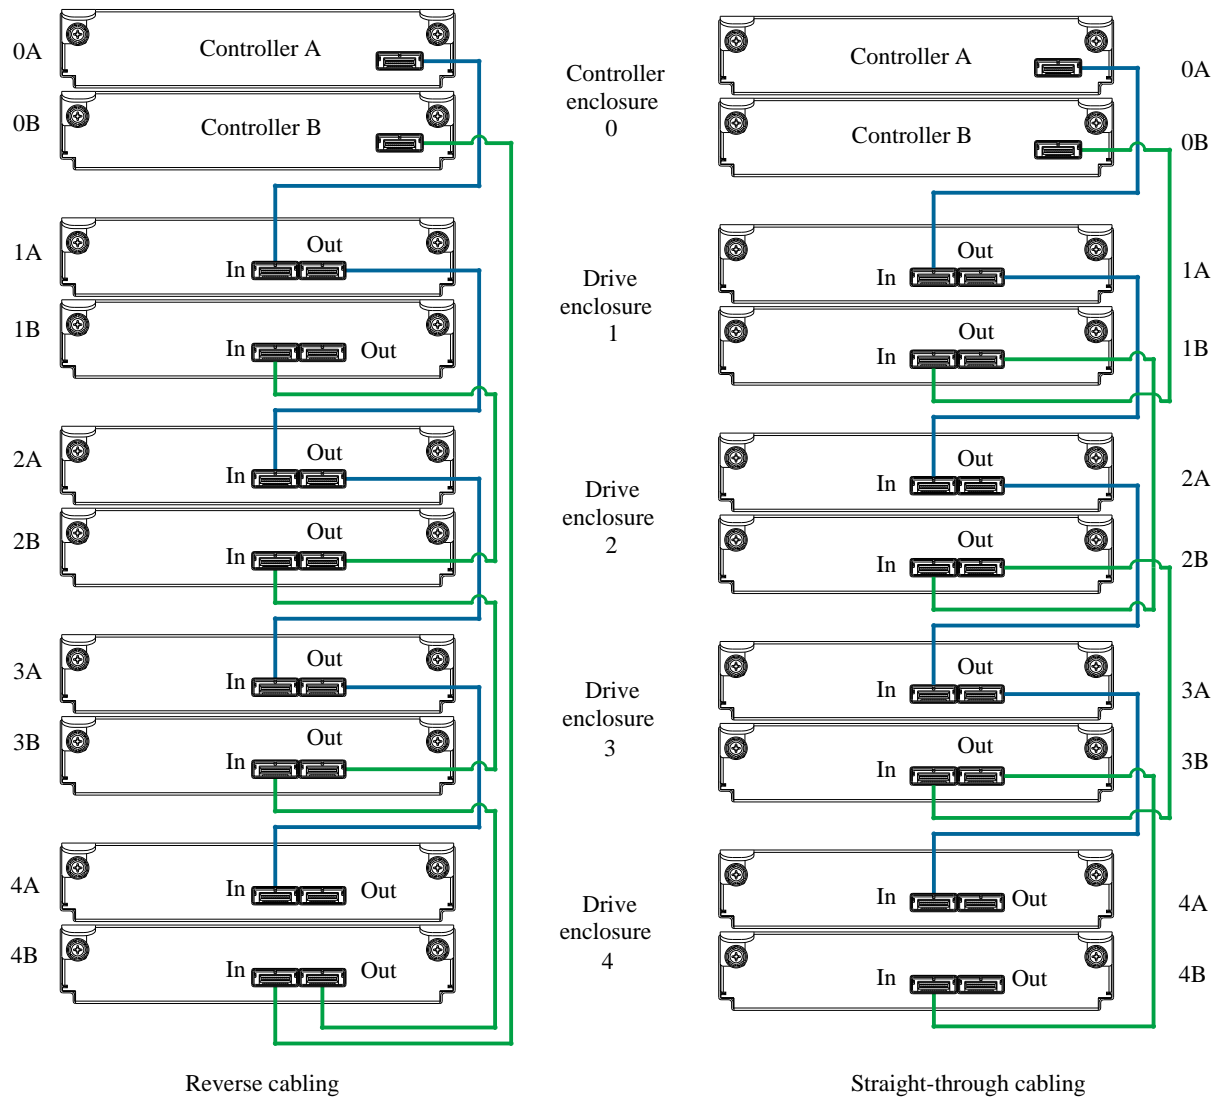 0A
Controller A
0B
Controller B
1A
Out
In
1B
In
Out
2A
Out
In
2B
Out
In
3A
Out
In
3B
Out
In
4A
In
Out
4B
In
Out
Reverse cabling
Controller
enclosure
0
Drive
enclosure
1
Drive
enclosure
2
Drive
enclosure
3
Drive
enclosure
4
Controller A
0A
Controller B
0B
Out
In
1A
Out
In
1B
Out
In
2A
Out
In
2B
Out
In
3A
Out
In
3B
In
Out
4A
In
Out
4B
Straight-through cabling